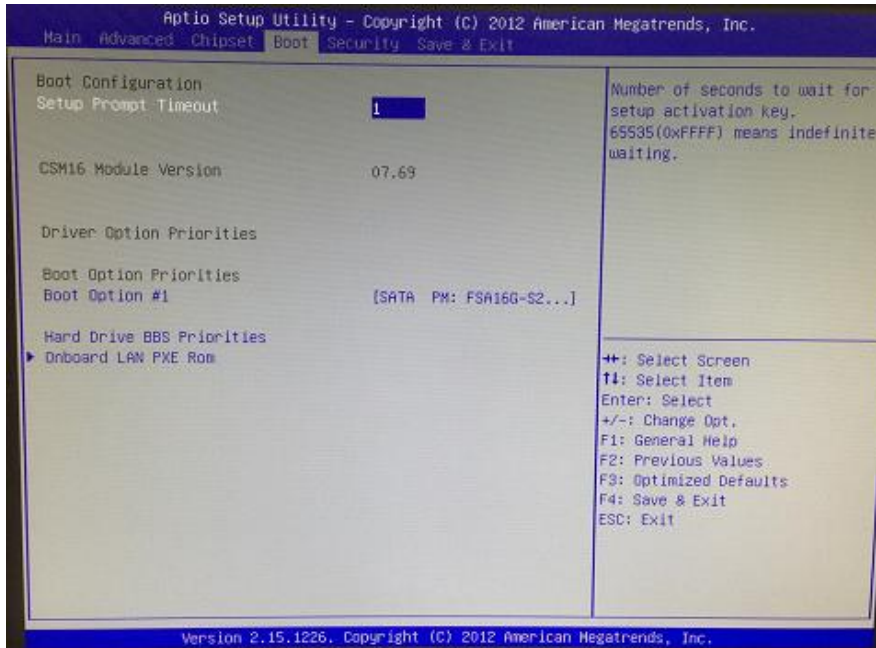 Aptio Setup Utility - Copyright (C) 2012 American Megatrends, Inc.
Main Advanced Chipset Boot Security Save & Exit
Boot Configuration
Setup Prompt Timeout 1
CSM16 Module Version 07.69
Driver Option Priorities
Boot Option Priorities
Boot Option #1 [SATA PM: FSA16G-S2...]
Hard Drive BBS Priorities
Onboard LAN PXE Rom
Number of seconds to wait for
setup activation key.
65535(0xFFFF) means indefinite
waiting.
→←: Select Screen
↑↓: Select Item
Enter: Select
+/-: Change Opt.
F1: General Help
F2: Previous Values
F3: Optimized Defaults
F4: Save & Exit
ESC: Exit
Version 2.15.1226. Copyright (C) 2012 American Megatrends, Inc.